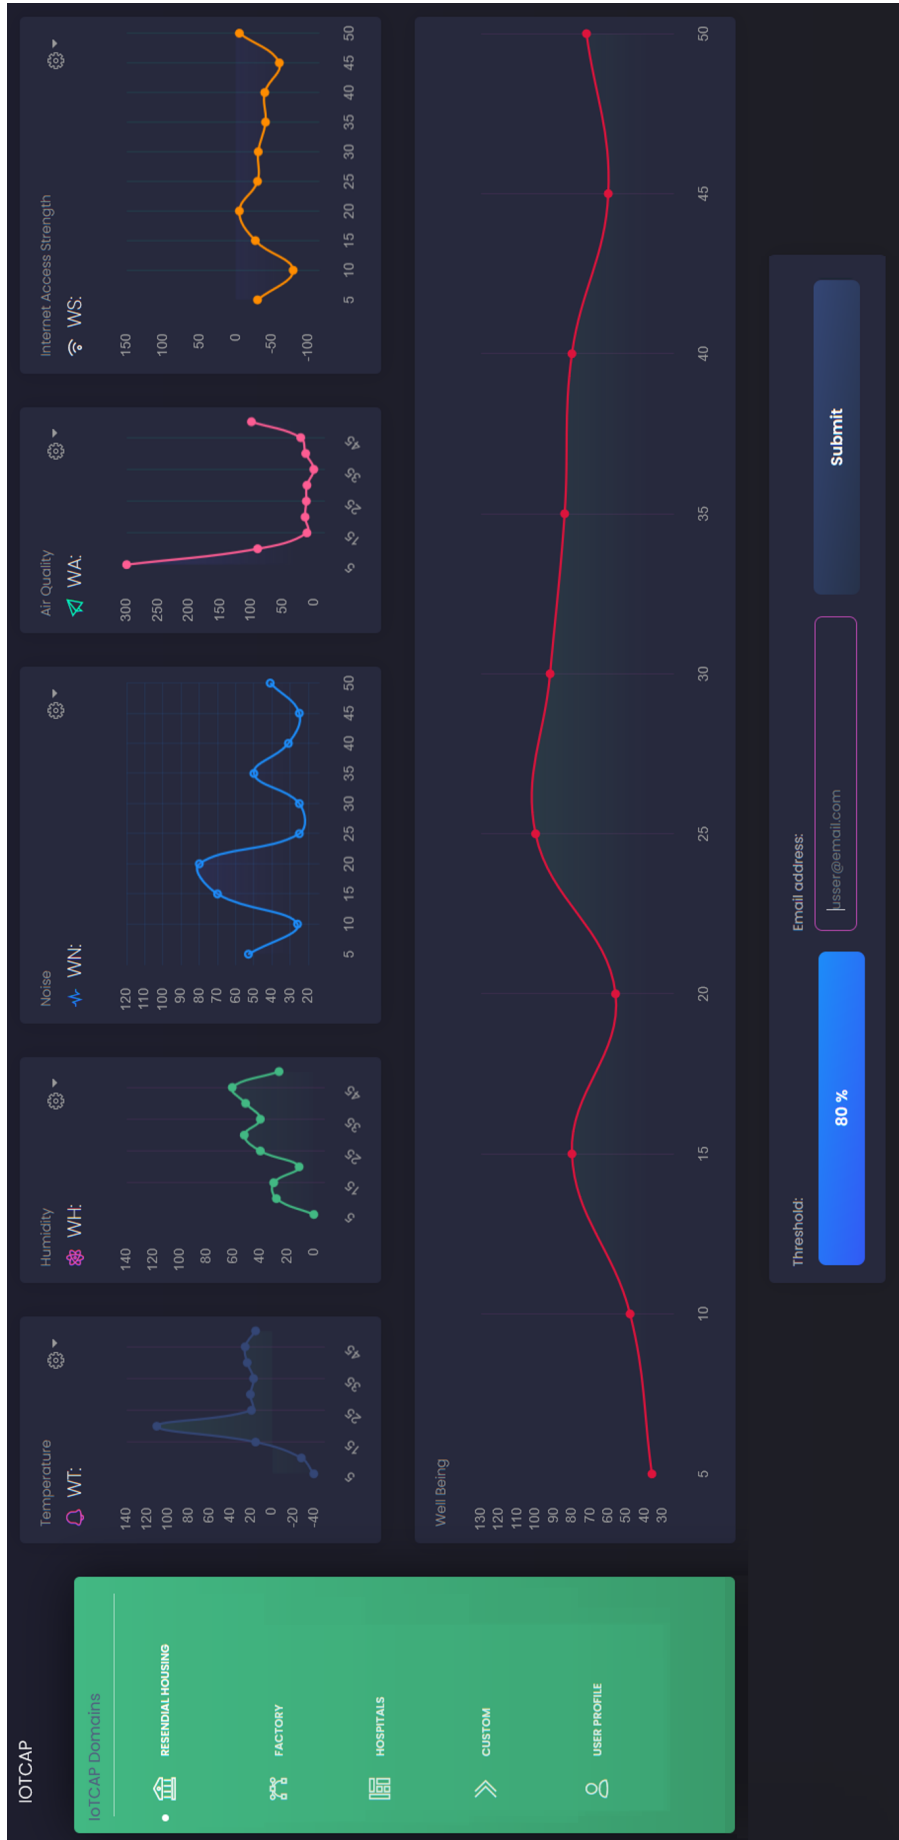 IOTCAP
IoTCAP Domains
RESENDIAL HOUSING
FACTORY
HOSPITALS
CUSTOM
USER PROFILE
Temperature
WT:
140
120
100
80
60
40
20
0
-20
-40
5 15 25 35 45
Humidity
WH:
140
120
100
80
60
40
20
0
5 15 25 35 45
Noise
WN:
120
110
100
90
80
70
60
50
40
30
20
5 10 15 20 25 30 35 40 45 50
Air Quality
WA:
300
250
200
150
100
50
0
5 15 25 35 45
Internet Access Strength
WS:
150
100
50
0
-50
-100
5 10 15 20 25 30 35 40 45 50
Well Being
130
120
110
100
90
80
70
60
50
40
30
5 10 15 20 25 30 35 40 45 50
Threshold:
80 %
Email address:
usser@email.com
Submit